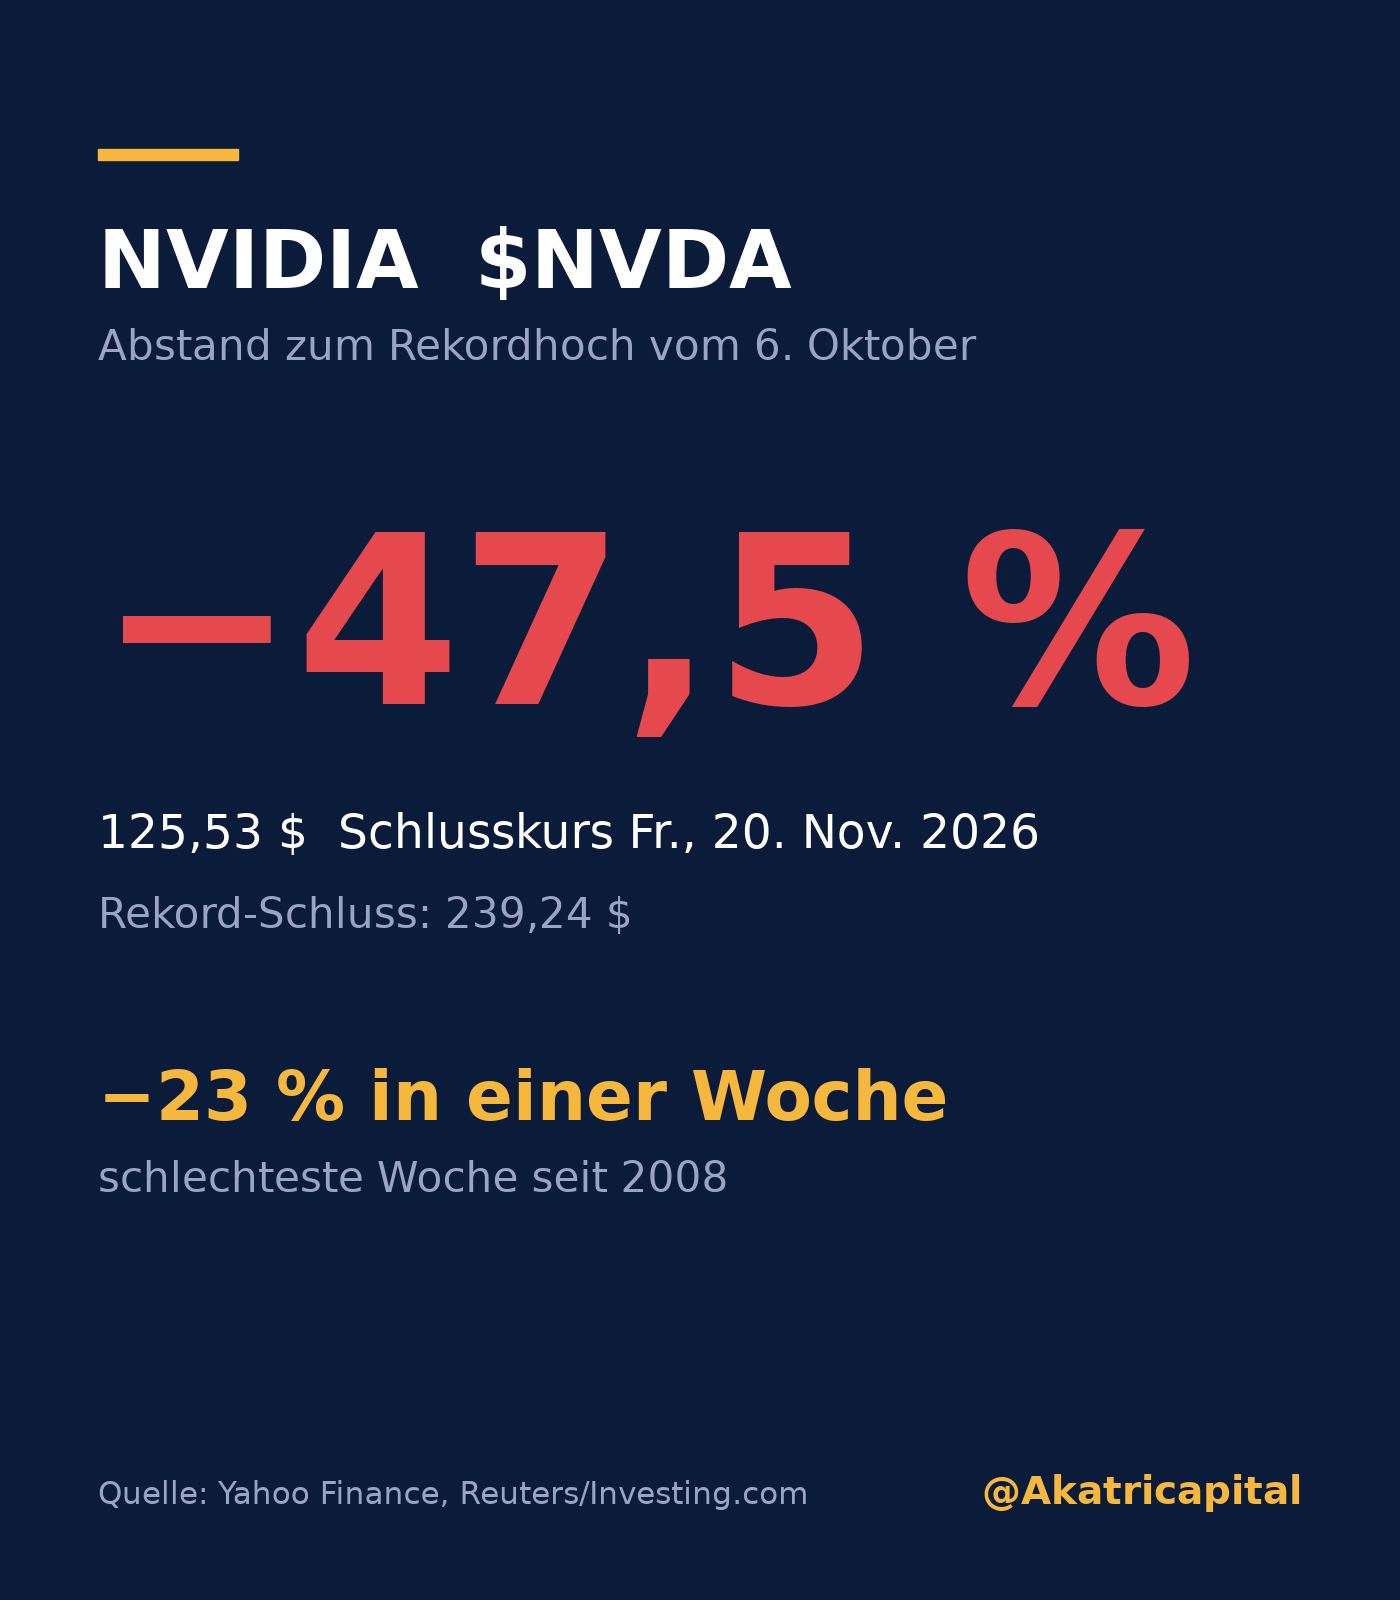 NVIDIA $NVDA
Abstand zum Rekordhoch vom 6. Oktober
−47,5 %
125,53 $ Schlusskurs Fr., 20. Nov. 2026
Rekord-Schluss: 239,24 $
−23 % in einer Woche
schlechteste Woche seit 2008
Quelle: Yahoo Finance, Reuters/Investing.com
@Akatricapital